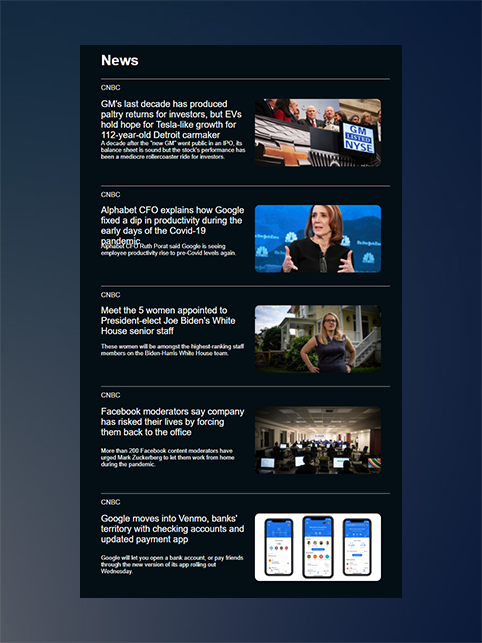 News
CNBC
GM's last decade has produced
paltry returns for investors, but EVs
hold hope for Tesla-like growth for
112-year-old Detroit carmaker
A decade after the "new GM" went public in an IPO, its
balance sheet is sound but the stock's performance has
been a mediocre rollercoaster ride for investors.
GM
LISTED
NYSE
CNBC
Alphabet CFO explains how Google
fixed a dip in productivity during the
early days of the Covid-19
pandemic
Alphabet CFO Ruth Porat said Google is seeing
employee productivity rise to pre-Covid levels again.
CNBC
Meet the 5 women appointed to
President-elect Joe Biden's White
House senior staff
These women will be amongst the highest-ranking staff
members on the Biden-Harris White House team.
CNBC
Facebook moderators say company
has risked their lives by forcing
them back to the office
More than 200 Facebook content moderators have
urged Mark Zuckerberg to let them work from home
during the pandemic.
CNBC
Google moves into Venmo, banks'
territory with checking accounts and
updated payment app
Google will let you open a bank account, or pay friends
through the new version of its app rolling out
Wednesday.